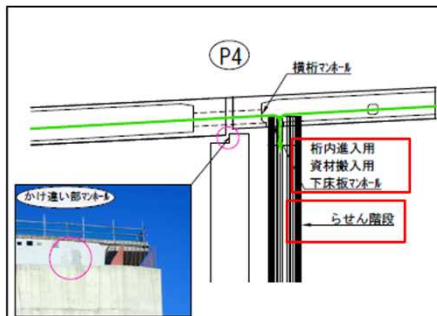 P4
横桁マンホール
桁内進入用
資材搬入用
下床板マンホール
らせん階段
かけ違い部マンホール